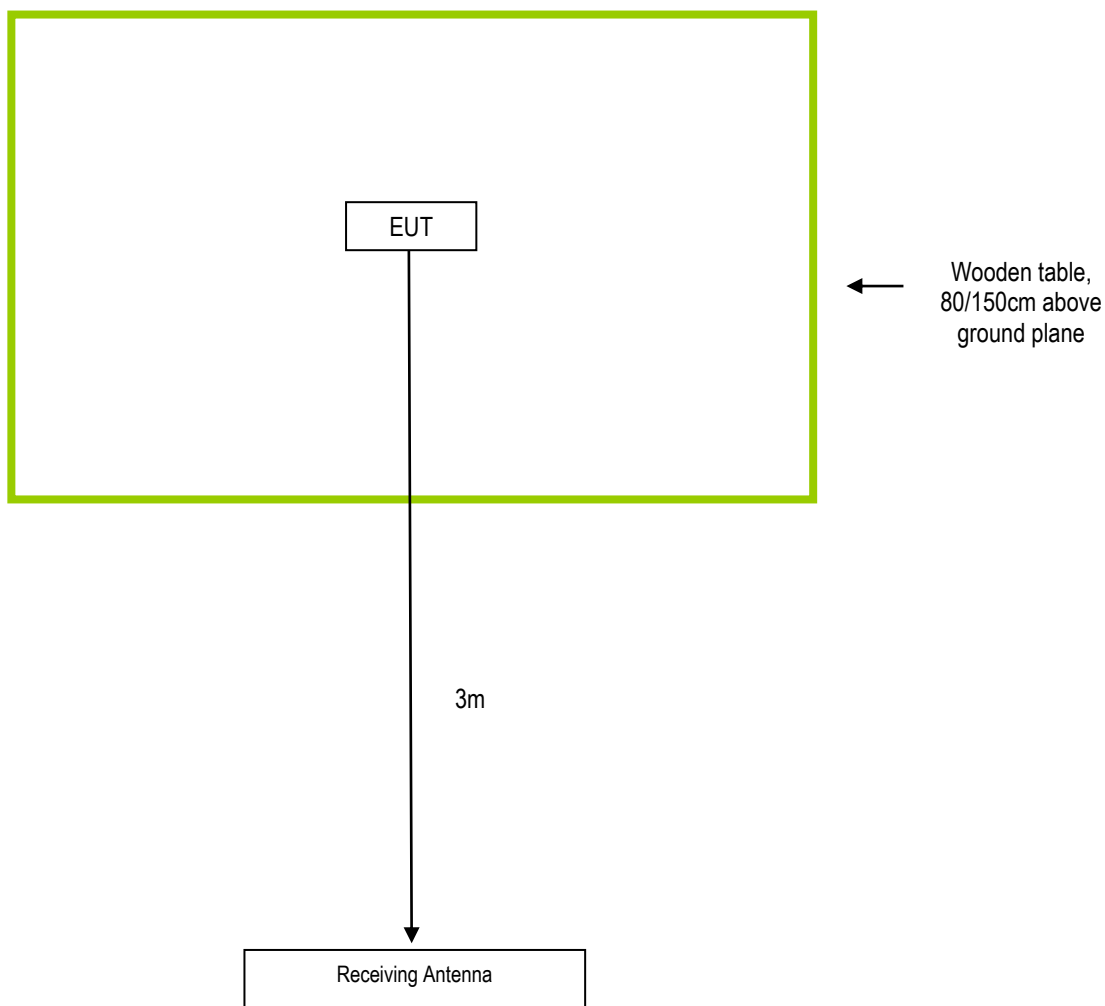 EUT
Wooden table,
80/150cm above
ground plane
3m
Receiving Antenna